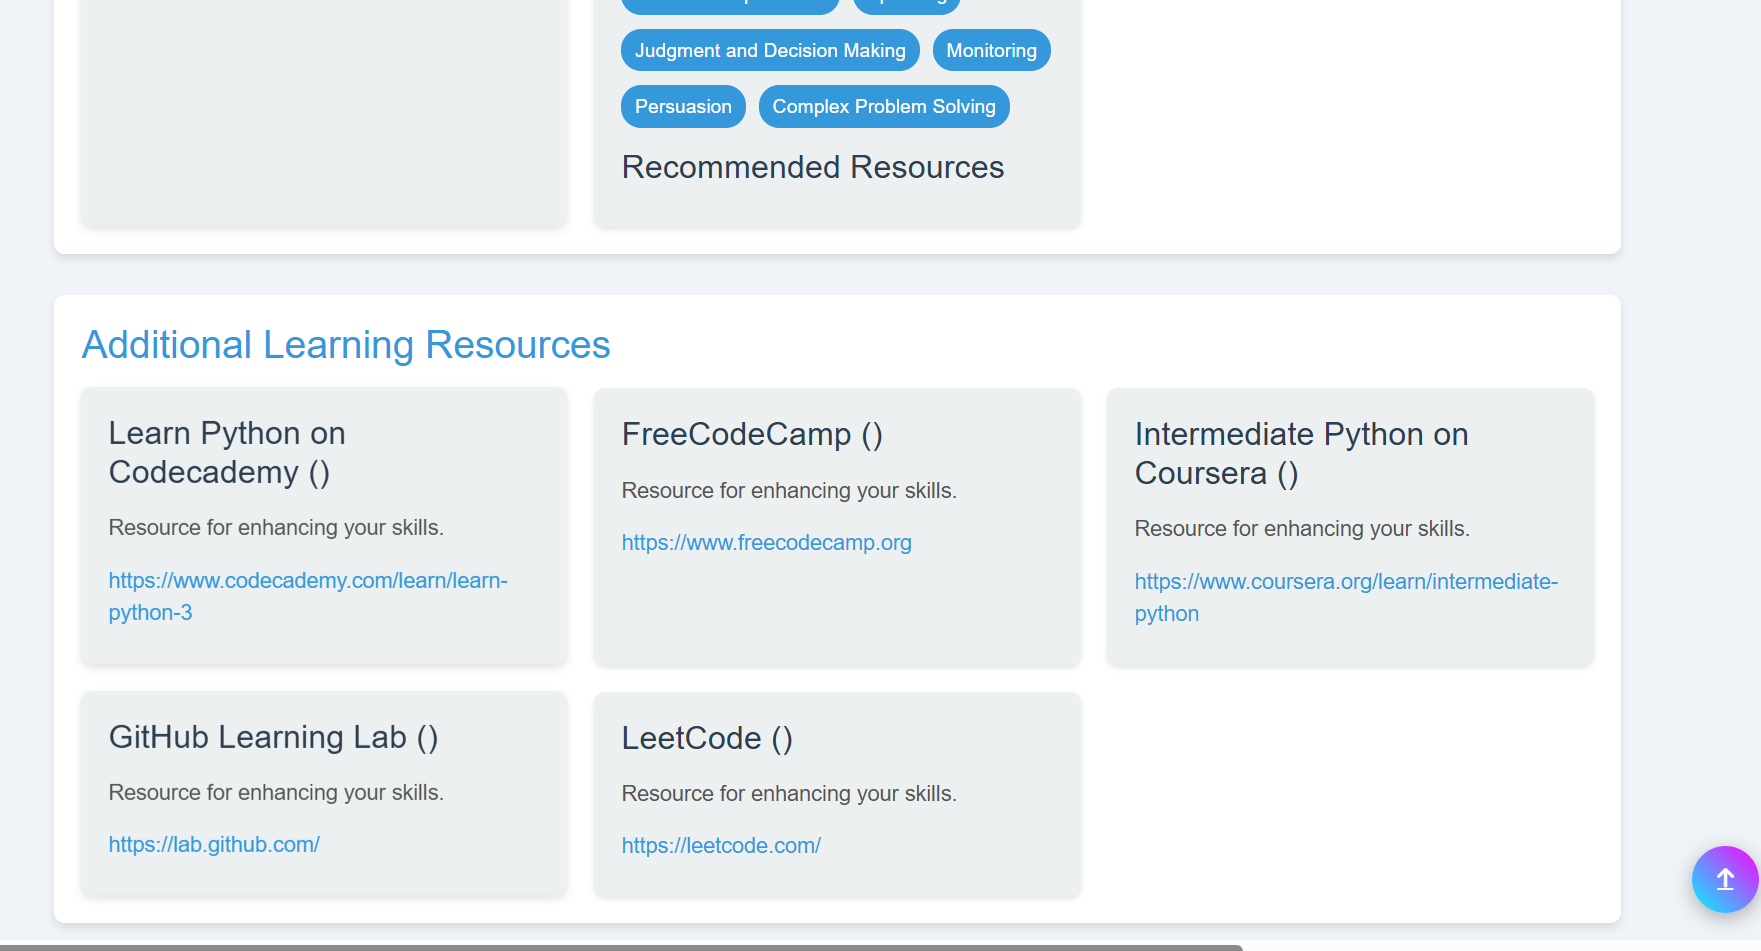 Judgment and Decision Making Monitoring
Persuasion Complex Problem Solving
Recommended Resources
Additional Learning Resources
Learn Python on
Codecademy ()
Resource for enhancing your skills.
https://www.codecademy.com/learn/learn-
python-3
FreeCodeCamp ()
Resource for enhancing your skills.
https://www.freecodecamp.org
Intermediate Python on
Coursera ()
Resource for enhancing your skills.
https://www.coursera.org/learn/intermediate-
python
GitHub Learning Lab ()
Resource for enhancing your skills.
https://lab.github.com/
LeetCode ()
Resource for enhancing your skills.
https://leetcode.com/